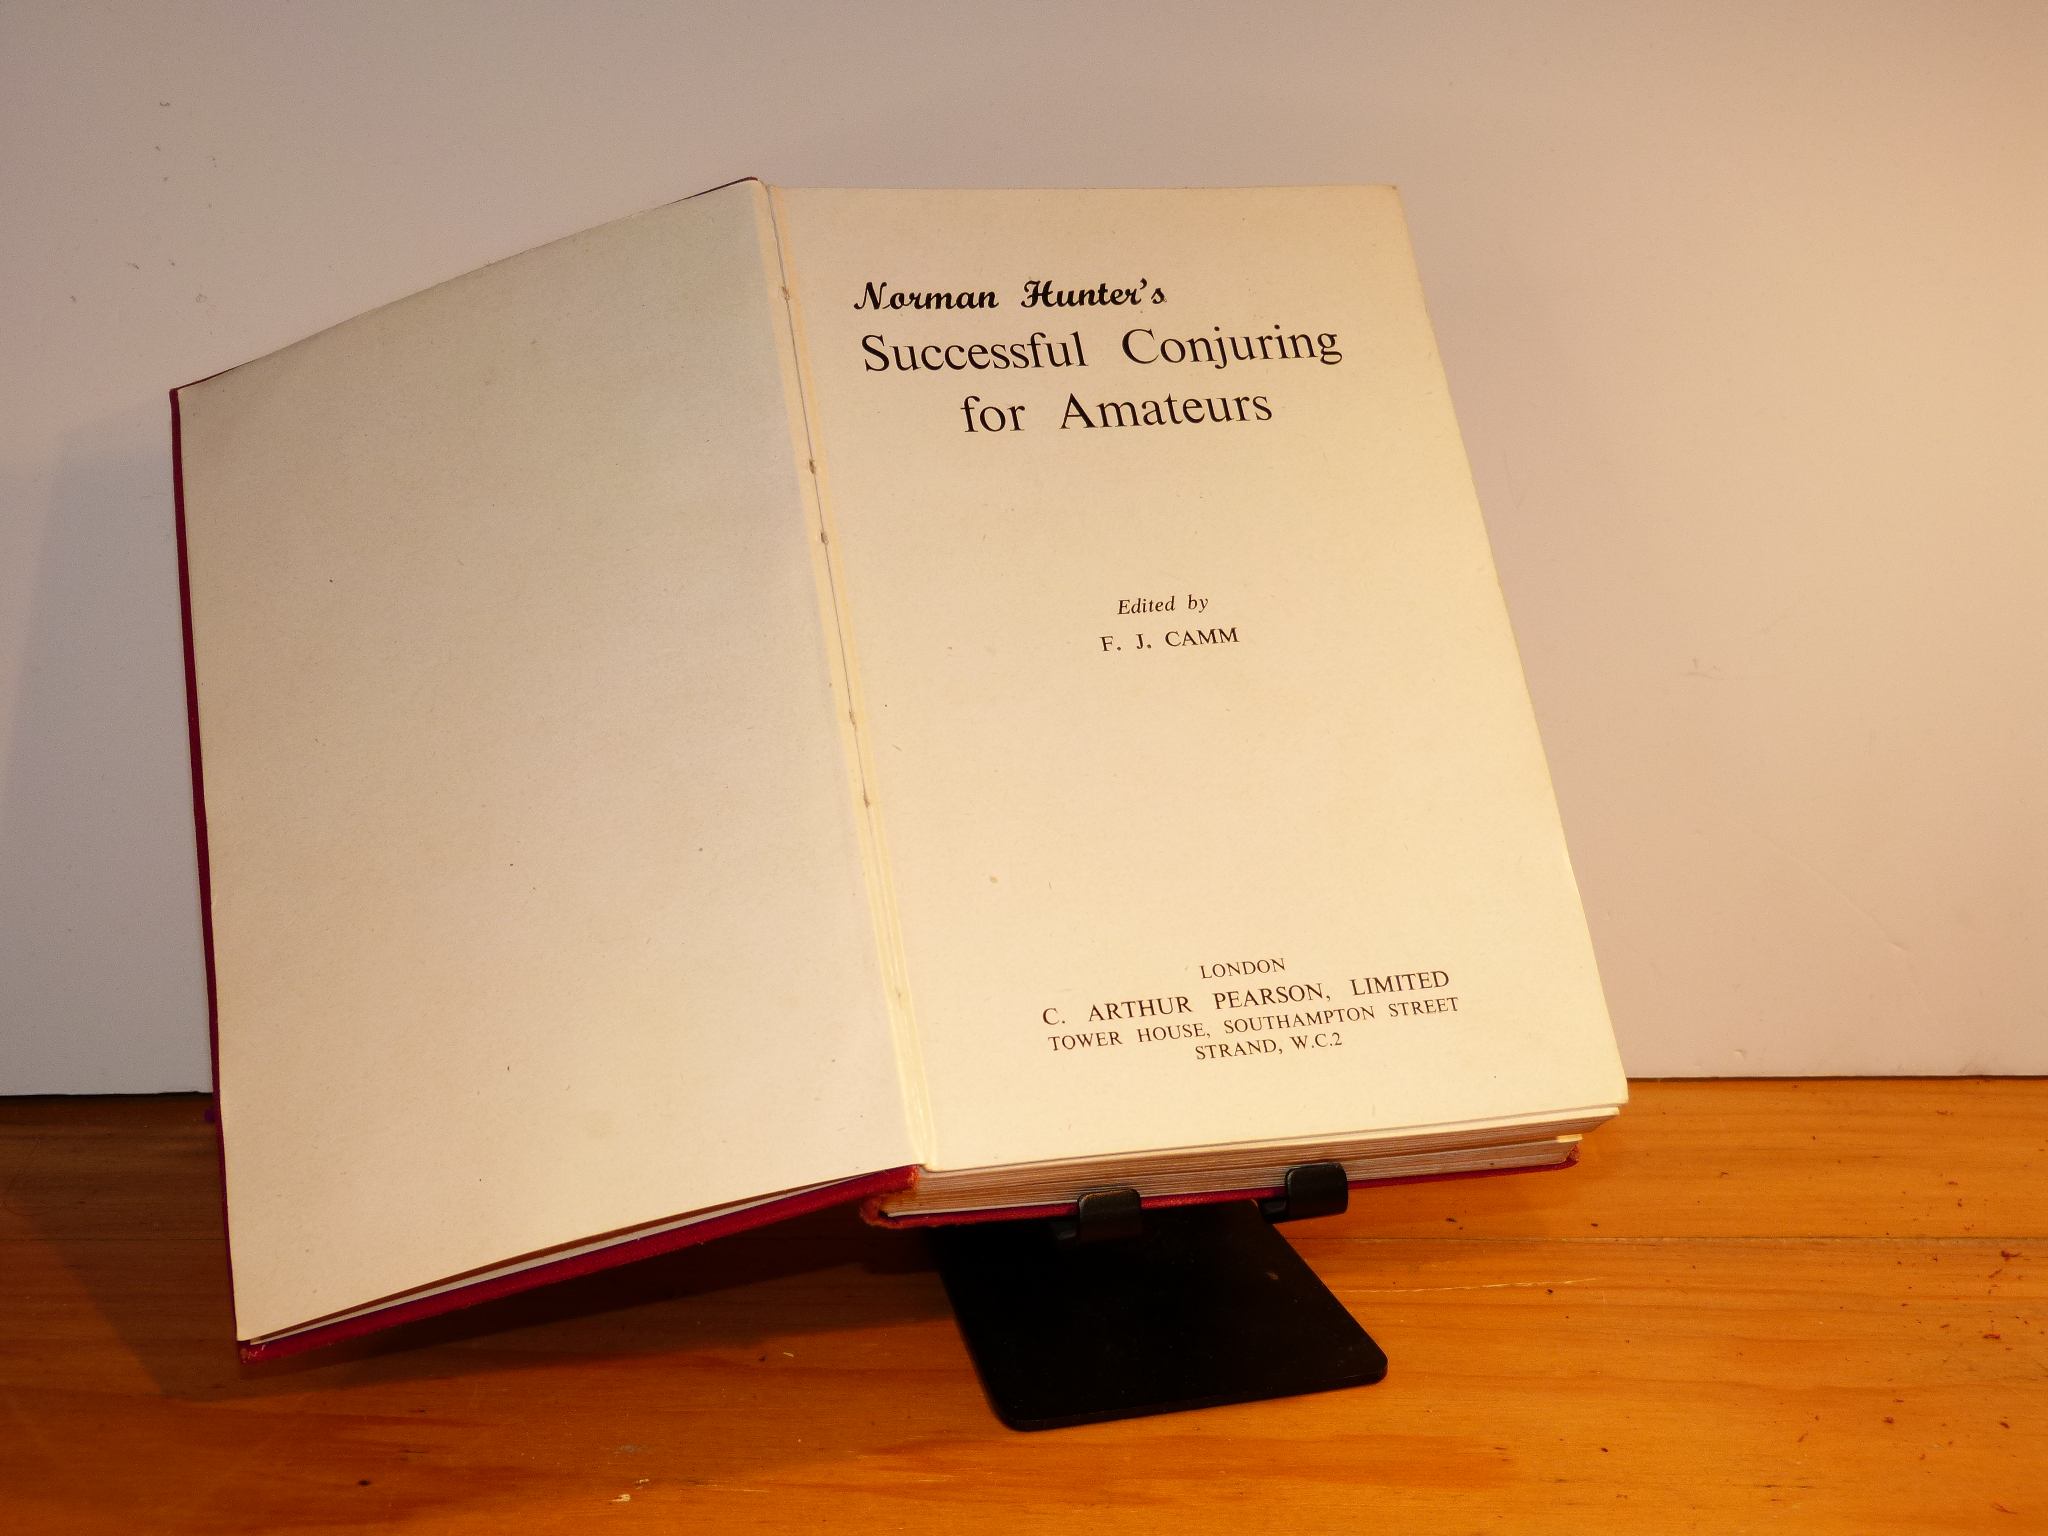 Norman Hunter's
Successful Conjuring
for Amateurs
Edited by
F. J. CAMM
LONDON
C. ARTHUR PEARSON, LIMITED
TOWER HOUSE, SOUTHAMPTON STREET
STRAND, W.C.2